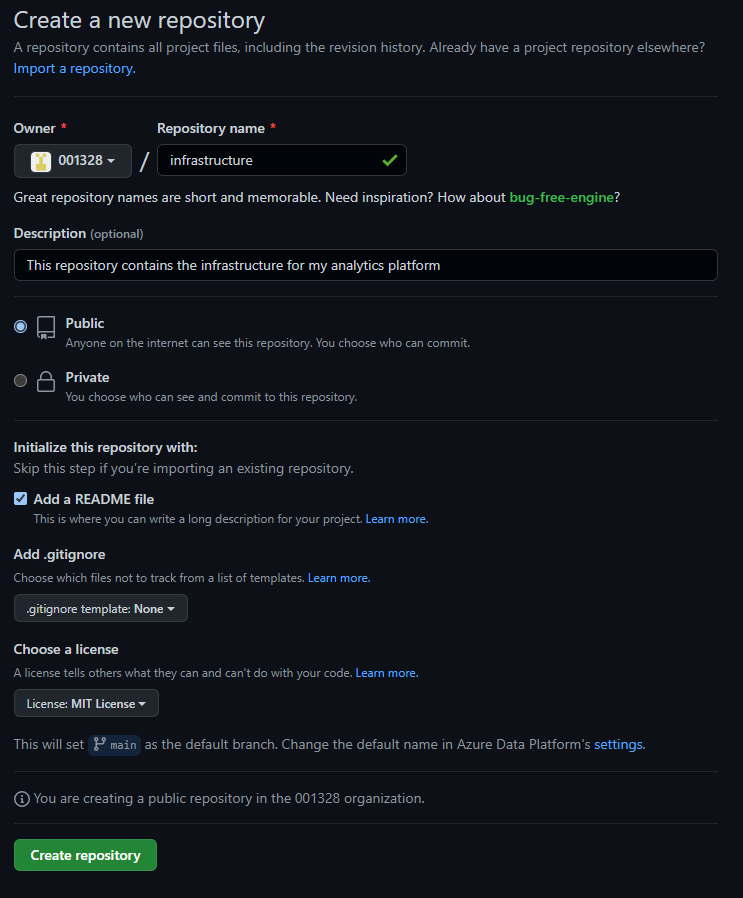 Create a new repository
A repository contains all project files, including the revision history. Already have a project repository elsewhere?
Import a repository.
Owner * Repository name *
001328 / infrastructure
Great repository names are short and memorable. Need inspiration? How about bug-free-engine?
Description (optional)
This repository contains the infrastructure for my analytics platform
Public
Anyone on the internet can see this repository. You choose who can commit.
Private
You choose who can see and commit to this repository.
Initialize this repository with:
Skip this step if you're importing an existing repository.
Add a README file
This is where you can write a long description for your project. Learn more.
Add .gitignore
Choose which files not to track from a list of templates. Learn more.
.gitignore template: None
Choose a license
A license tells others what they can and can't do with your code. Learn more.
License: MIT License
This will set main as the default branch. Change the default name in Azure Data Platform's settings.
You are creating a public repository in the 001328 organization.
Create repository